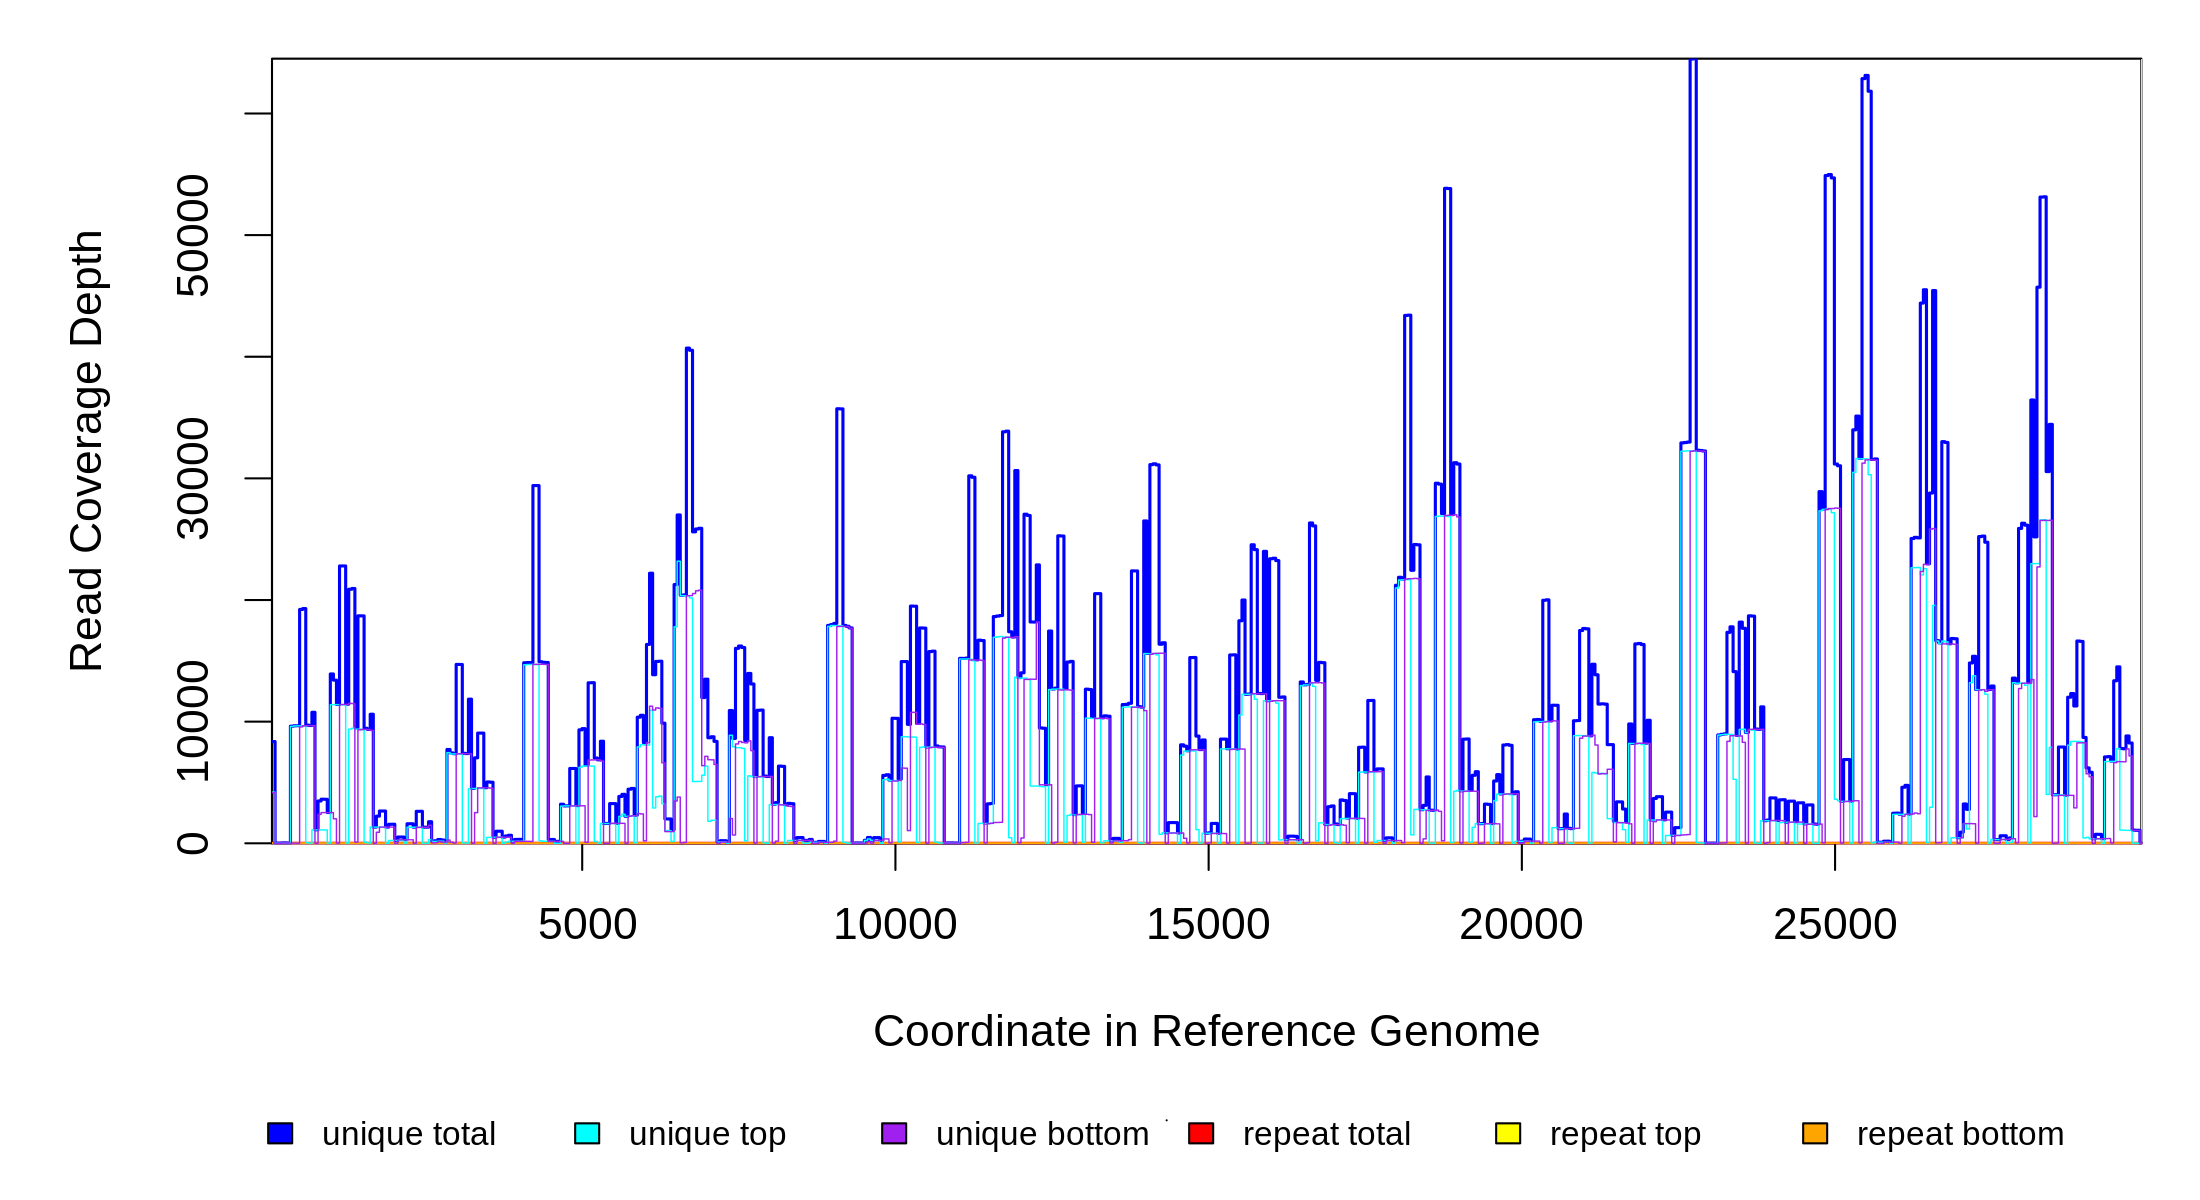 Read Coverage Depth
50000
30000
10000
0
5000 10000 15000 20000 25000
Coordinate in Reference Genome
unique total unique top unique bottom repeat total repeat top repeat bottom